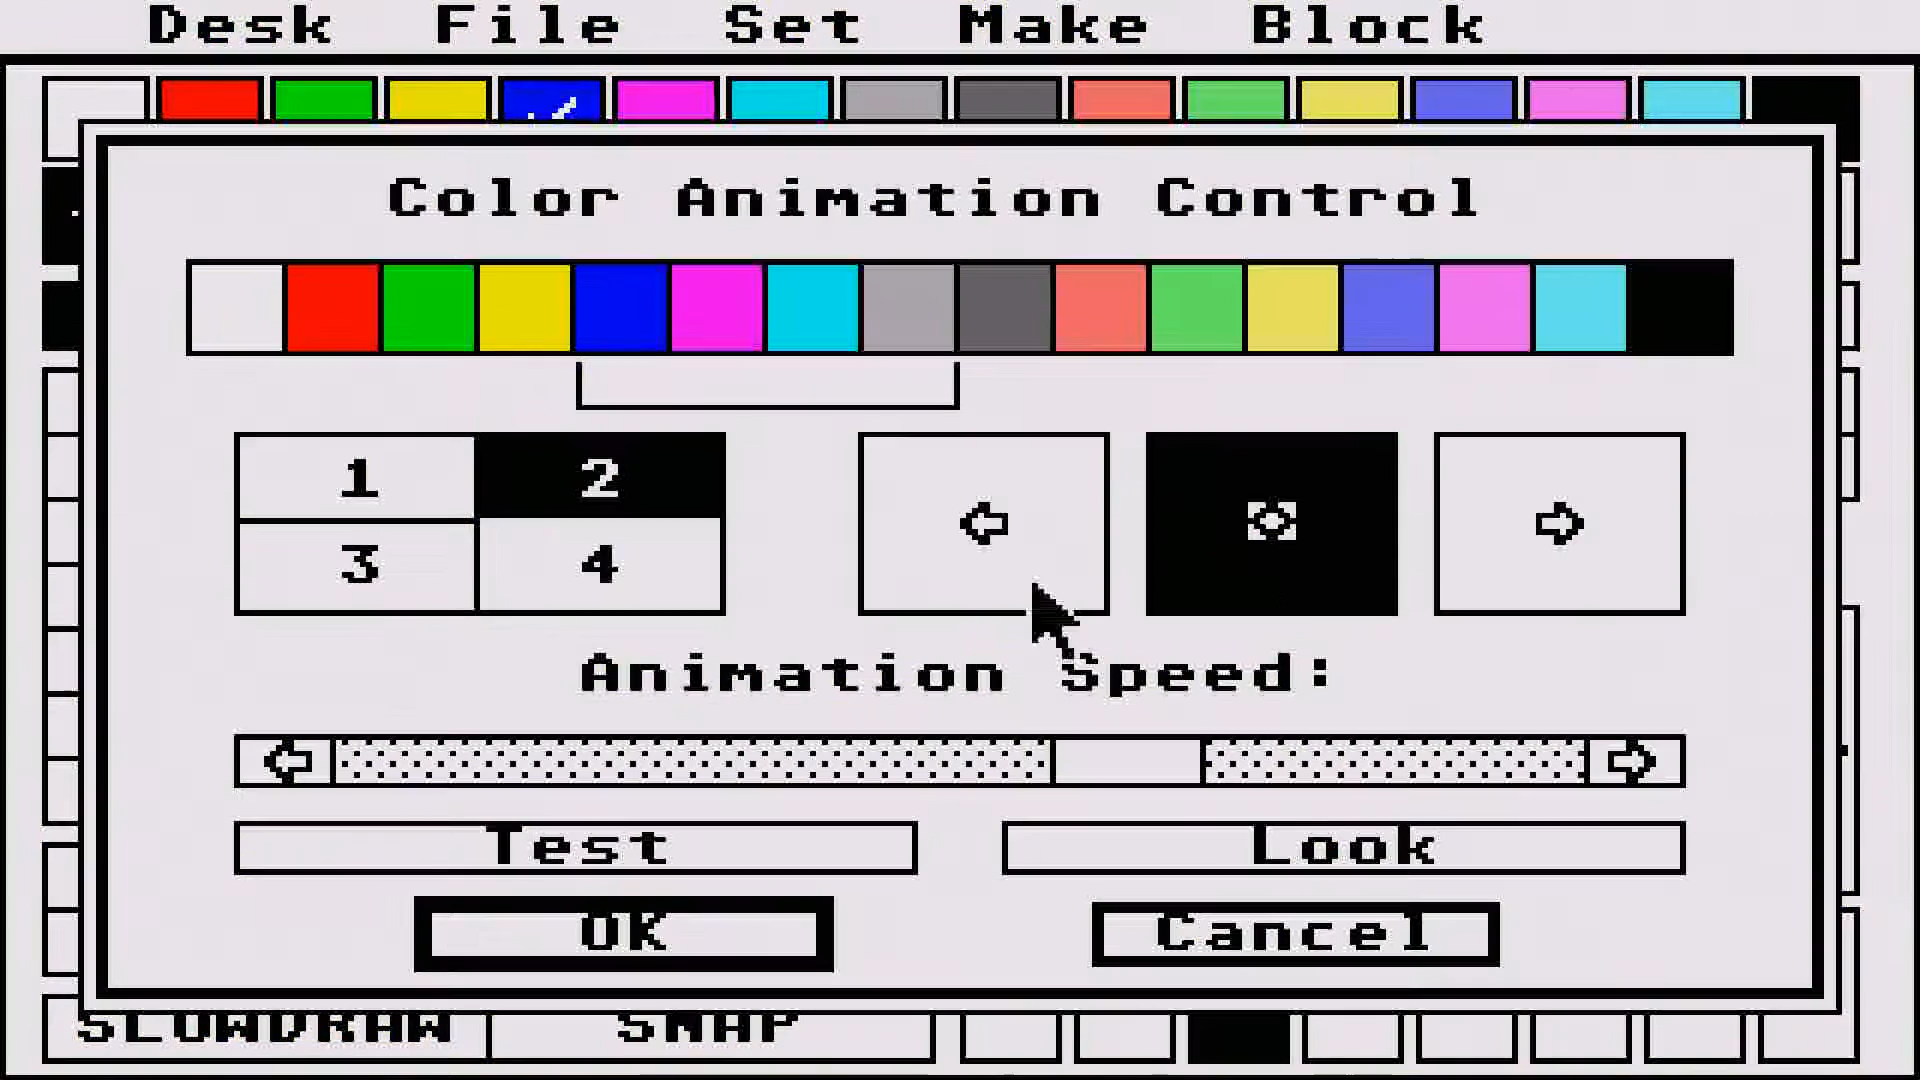 Desk File Set Make Block
Color Animation Control
1 2
3 4
Animation Speed:
Test Look
OK Cancel
SLOWDRAW SNAP